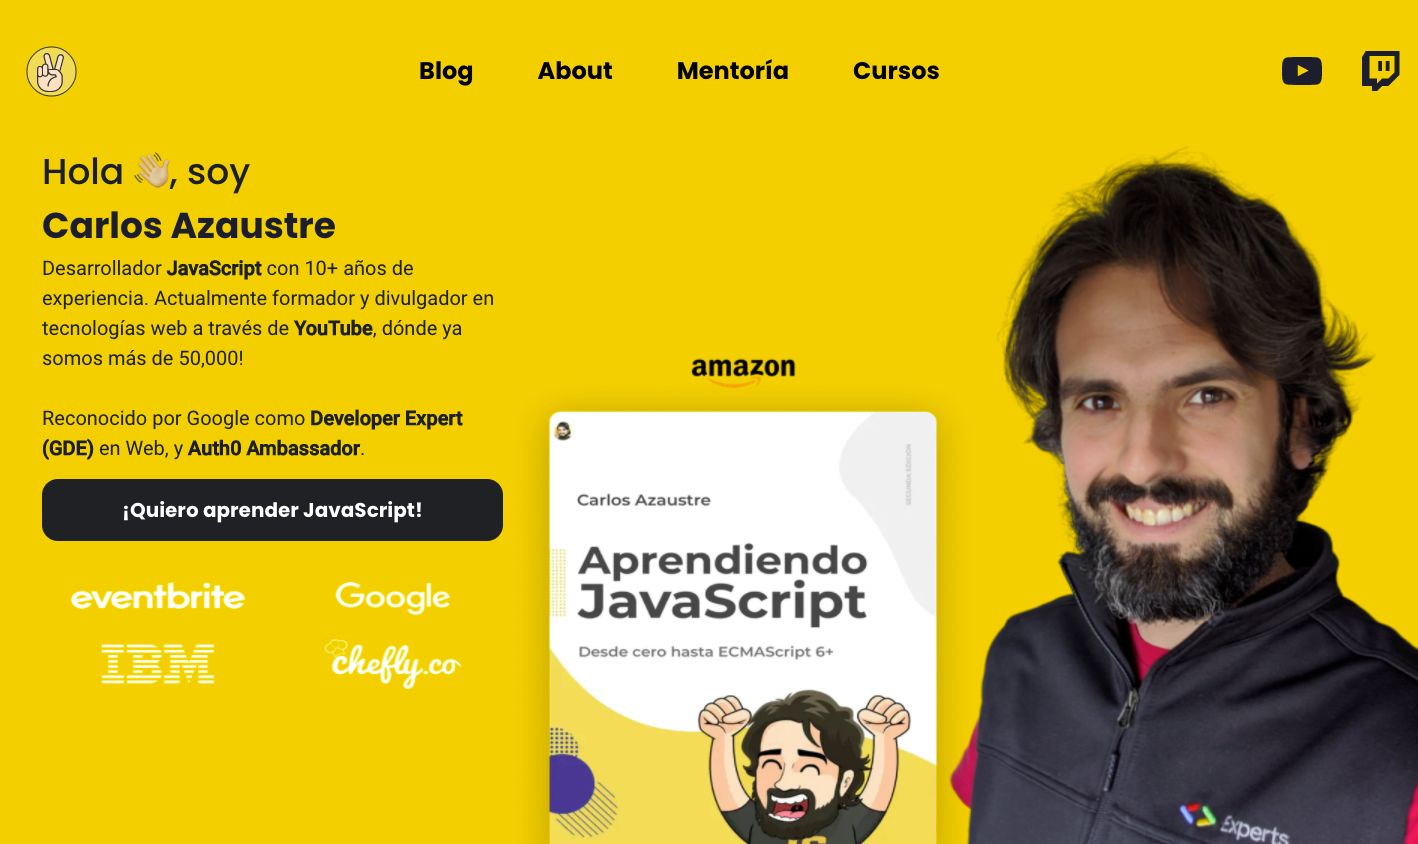 Blog
About
Mentoría
Cursos
Hola 👋🏼, soy
Carlos Azaustre
Desarrollador JavaScript con 10+ años de
experiencia. Actualmente formador y divulgador en
tecnologías web a través de YouTube, dónde ya
somos más de 50,000!
Reconocido por Google como Developer Expert
(GDE) en Web, y Auth0 Ambassador.
¡Quiero aprender JavaScript!
eventbrite
Google
IBM
chefly.co
amazon
SEGUNDA EDICIÓN
Carlos Azaustre
Aprendiendo
JavaScript
Desde cero hasta ECMAScript 6+
JS
Experts